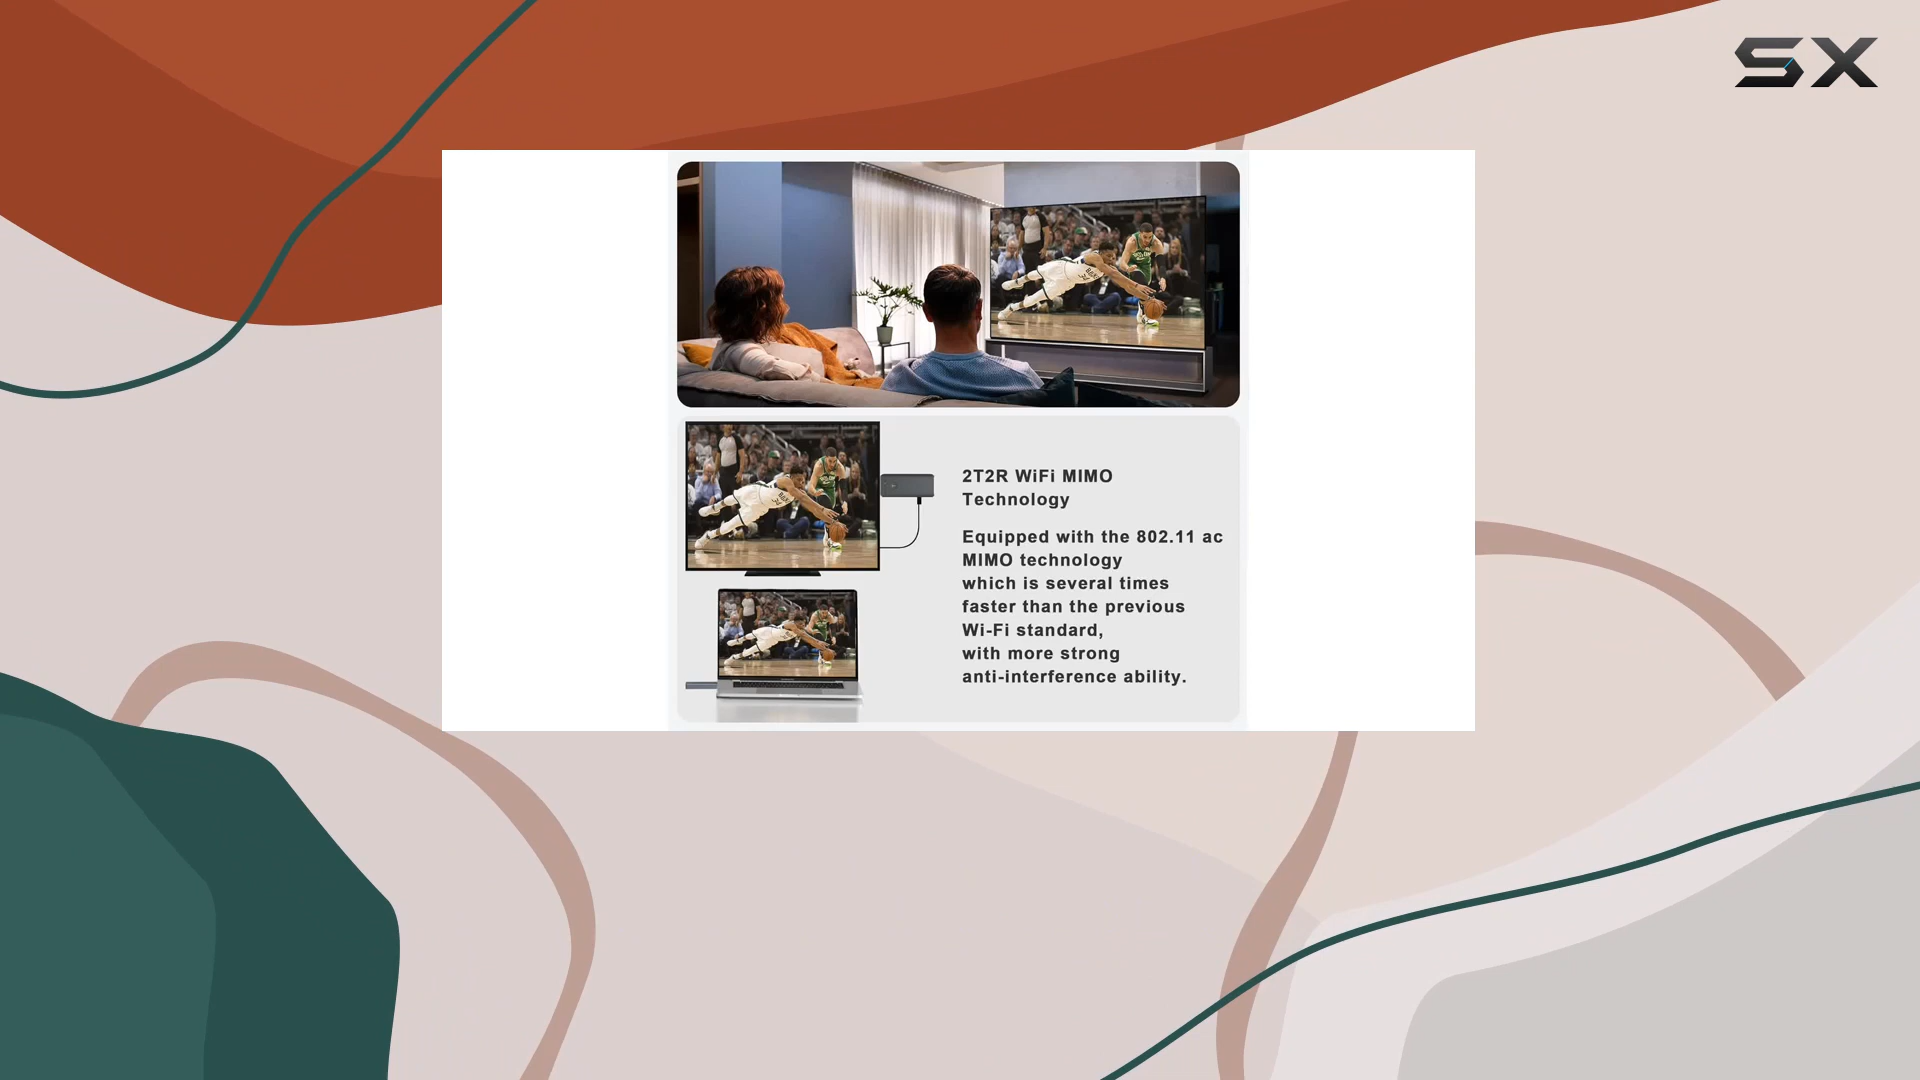 SX
2T2R WiFi MIMO
Technology
Equipped with the 802.11 ac
MIMO technology
which is several times
faster than the previous
Wi-Fi standard,
with more strong
anti-interference ability.